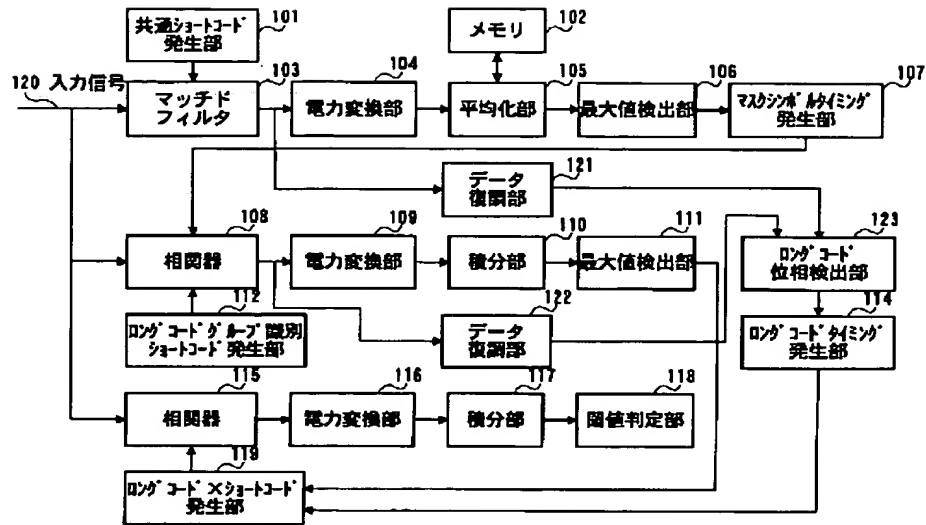 101
共通ｼｮｰﾄｺｰﾄﾞ
発生部
102
メモリ
120 入力信号
103
マッチド
フィルタ
104
電力変換部
105
平均化部
106
最大値検出部
107
ﾏｽｸｼﾝﾎﾞﾙﾀｲﾐﾝｸﾞ
発生部
121
データ
復調部
108
相関器
109
電力変換部
110
積分部
111
最大値検出部
123
ﾛﾝｸﾞｺｰﾄﾞ
位相検出部
112
ﾛﾝｸﾞｺｰﾄﾞｸﾞﾙｰﾌﾟ識別
ｼｮｰﾄｺｰﾄﾞ発生部
122
データ
復調部
114
ﾛﾝｸﾞｺｰﾄﾞﾀｲﾐﾝｸﾞ
発生部
115
相関器
116
電力変換部
117
積分部
118
閾値判定部
119
ﾛﾝｸﾞｺｰﾄﾞ×ｼｮｰﾄｺｰﾄﾞ
発生部